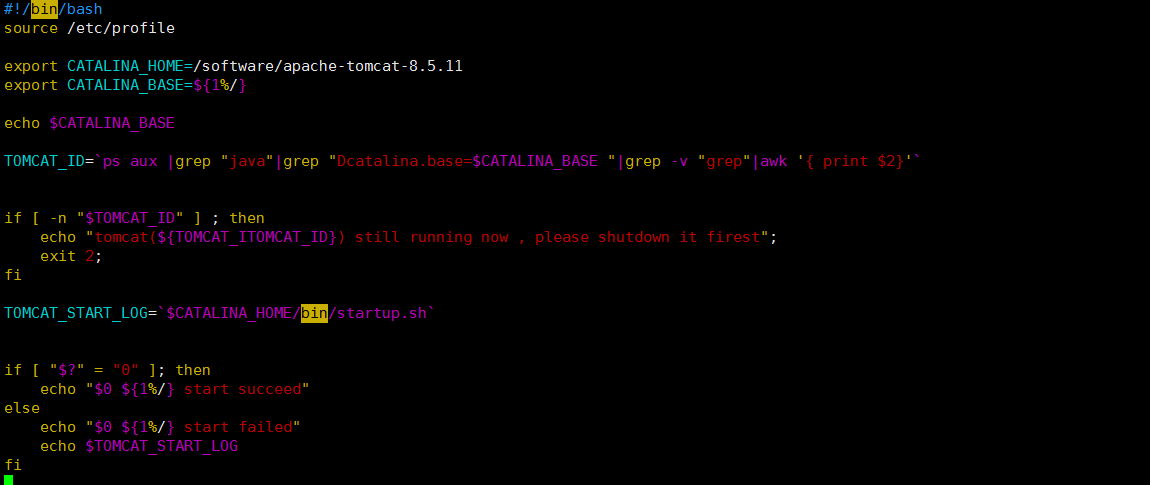 #!/bin/bash
source /etc/profile
export CATALINA_HOME=/software/apache-tomcat-8.5.11
export CATALINA_BASE=${1%/}
echo $CATALINA_BASE
TOMCAT_ID=`ps aux |grep "java"|grep "Dcatalina.base=$CATALINA_BASE "|grep -v "grep"|awk '{ print $2}'`
if [ -n "$TOMCAT_ID" ] ; then
    echo "tomcat(${TOMCAT_ITOMCAT_ID}) still running now , please shutdown it firest";
    exit 2;
fi
TOMCAT_START_LOG=`$CATALINA_HOME/bin/startup.sh`
if [ "$?" = "0" ]; then
    echo "$0 ${1%/} start succeed"
else
    echo "$0 ${1%/} start failed"
    echo $TOMCAT_START_LOG
fi